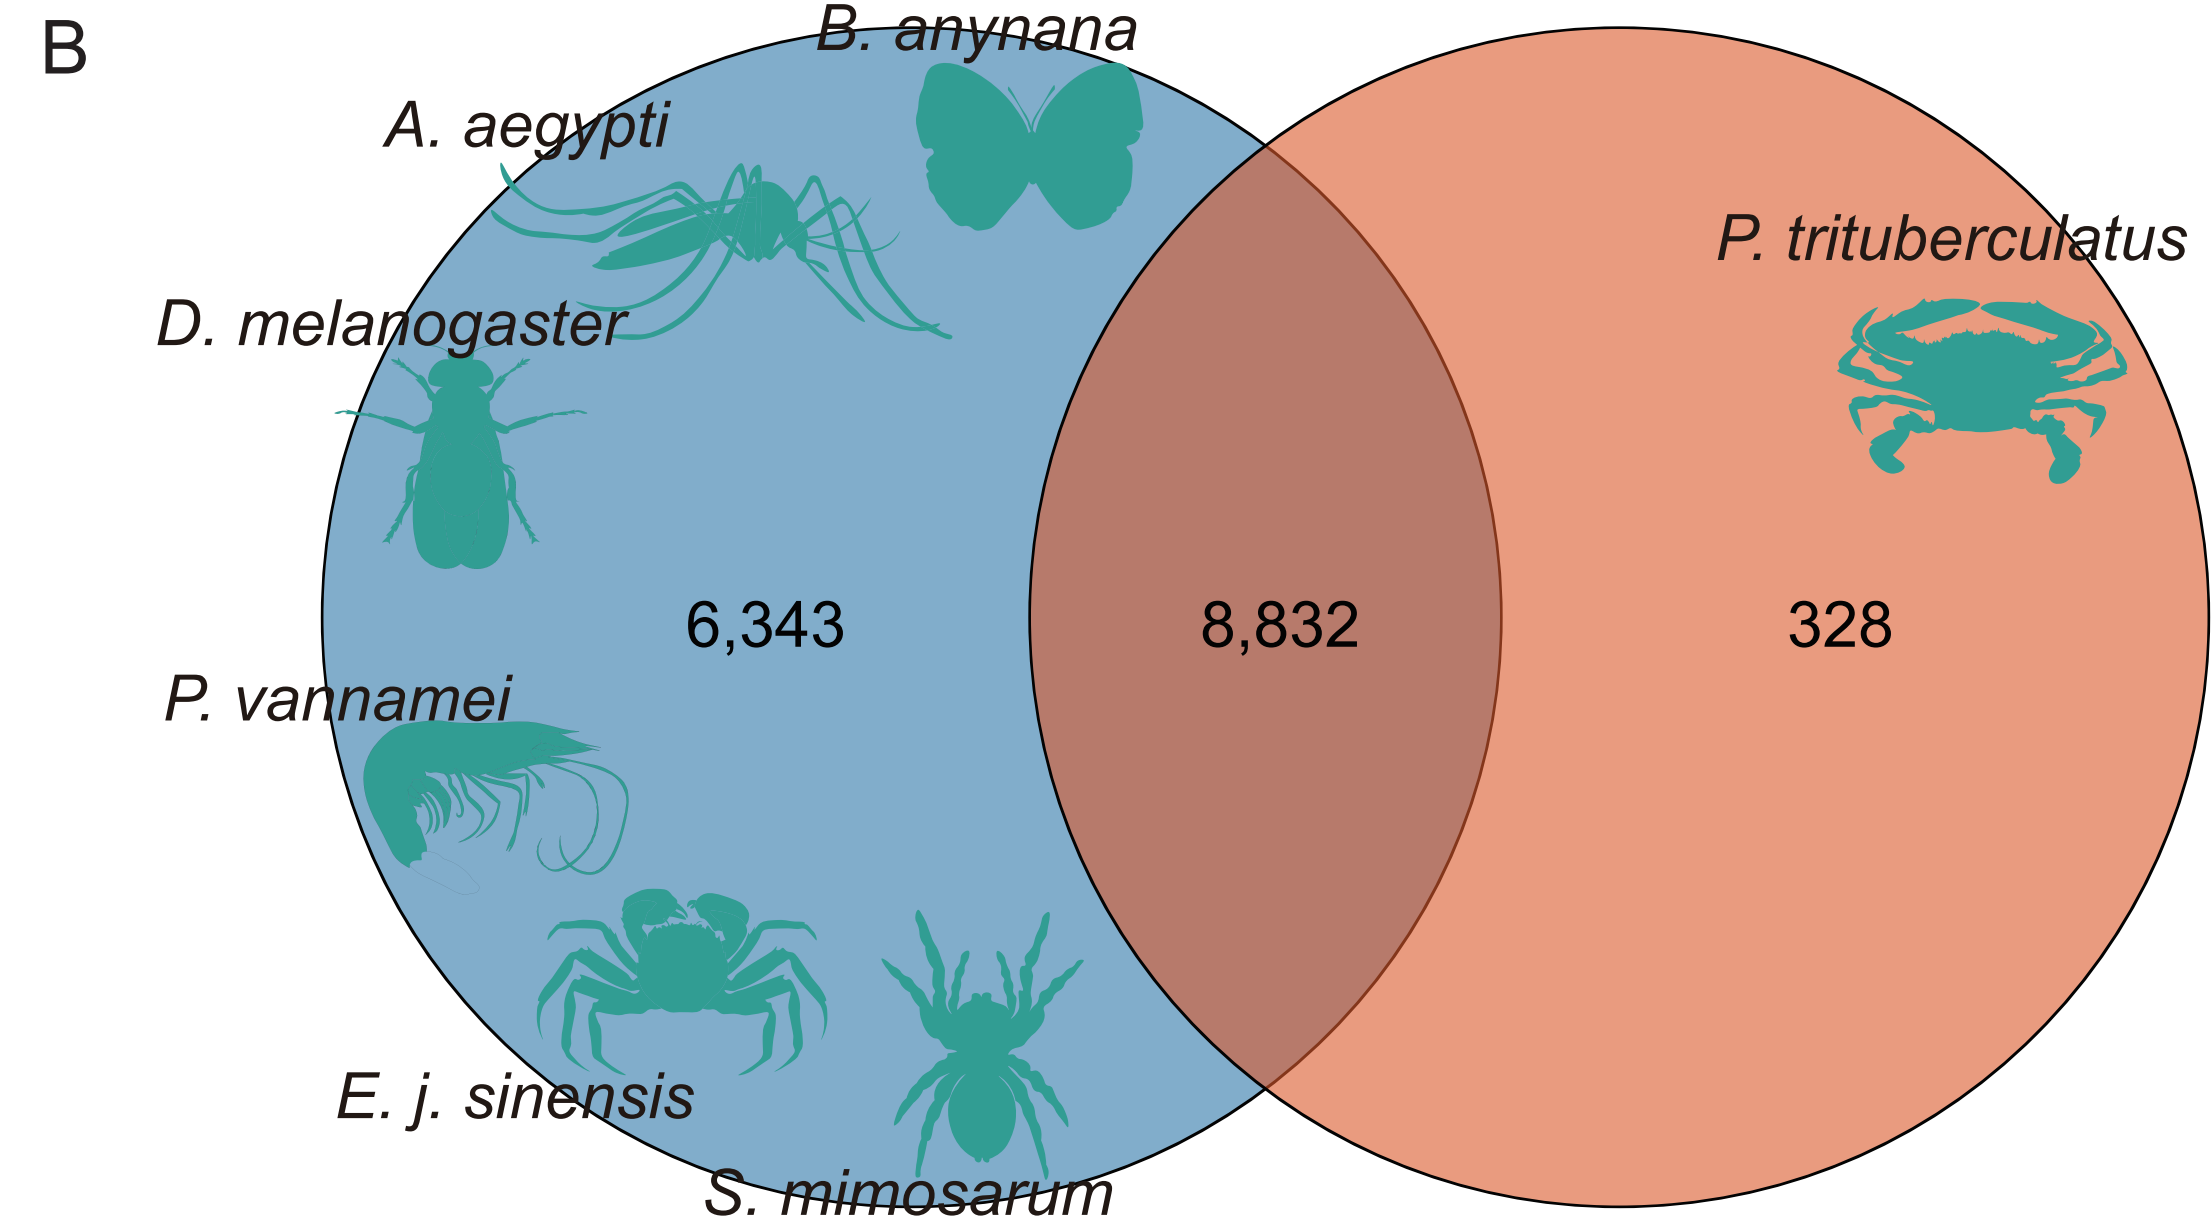 B
B. anynana
A. aegypti
P. trituberculatus
D. melanogaster
6,343
8,832
328
P. vannamei
E. j. sinensis
S. mimosarum